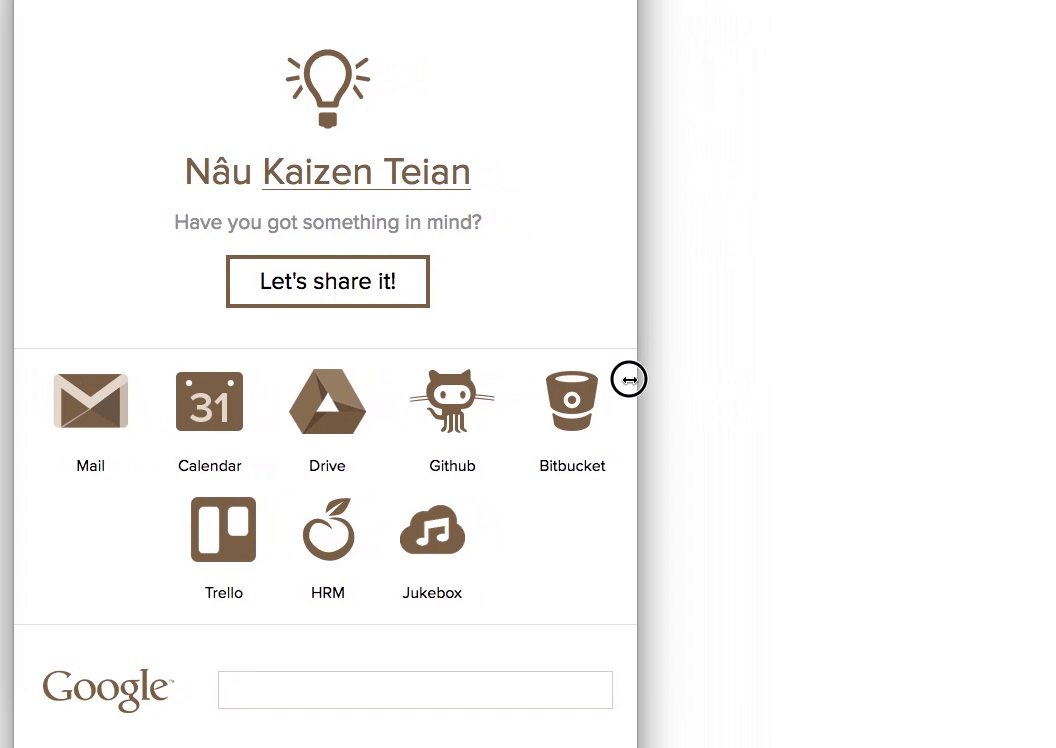 Nâu Kaizen Teian
Have you got something in mind?
Let's share it!
31
Mail Calendar Drive Github Bitbucket
Trello HRM Jukebox
Google™